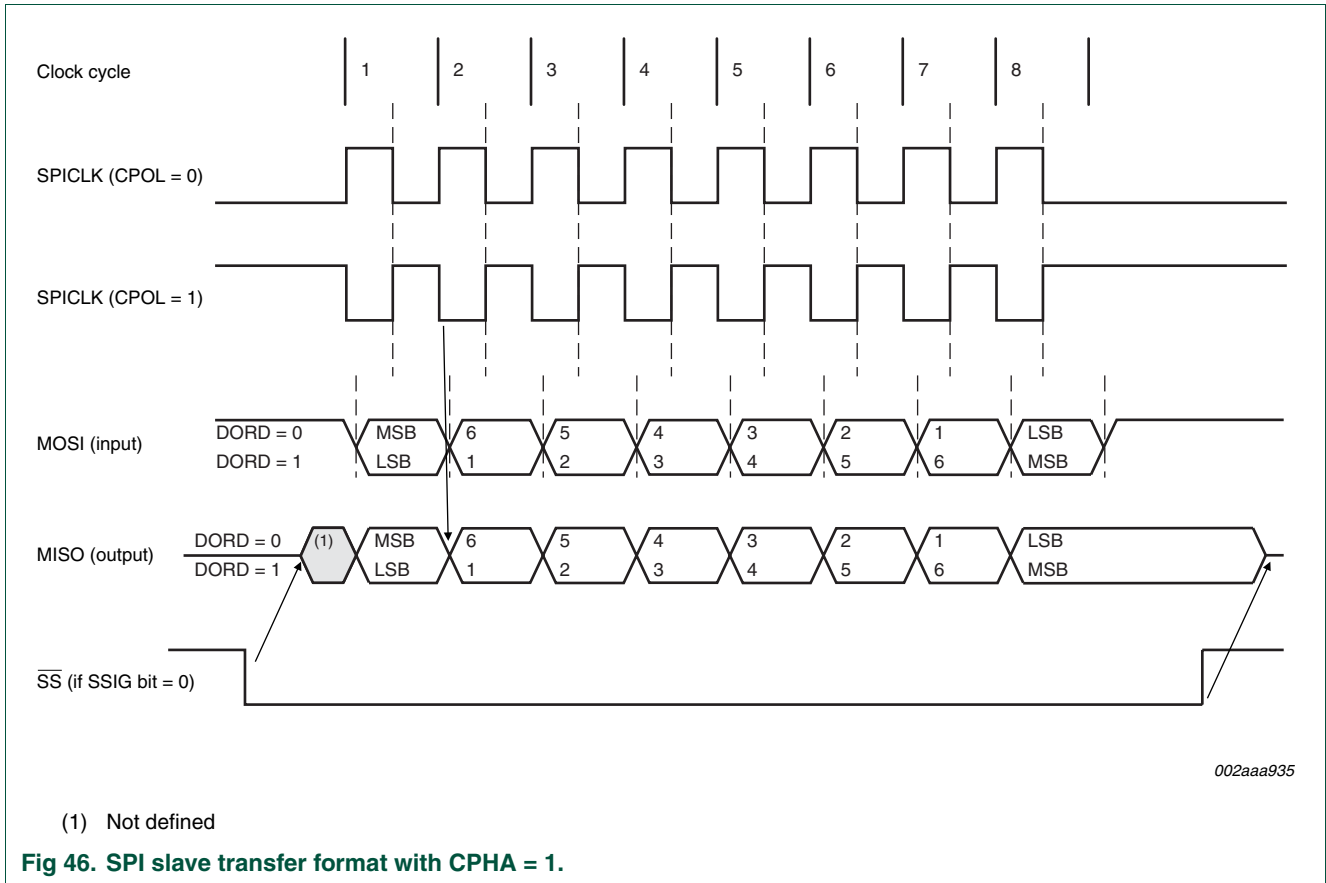 Clock cycle 1 2 3 4 5 6 7 8
SPICLK (CPOL = 0)
SPICLK (CPOL = 1)
MOSI (input)
DORD = 0 MSB 6 5 4 3 2 1 LSB
DORD = 1 LSB 1 2 3 4 5 6 MSB
MISO (output)
DORD = 0 (1) MSB 6 5 4 3 2 1 LSB
DORD = 1 LSB 1 2 3 4 5 6 MSB
S̅S̅ (if SSIG bit = 0)
002aaa935
(1) Not defined
Fig 46. SPI slave transfer format with CPHA = 1.